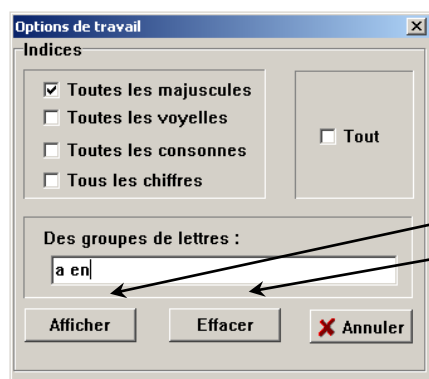 Options de travail
Indices
Toutes les majuscules
Toutes les voyelles
Toutes les consonnes
Tous les chiffres
Tout
Des groupes de lettres :
a en
Afficher Effacer Annuler